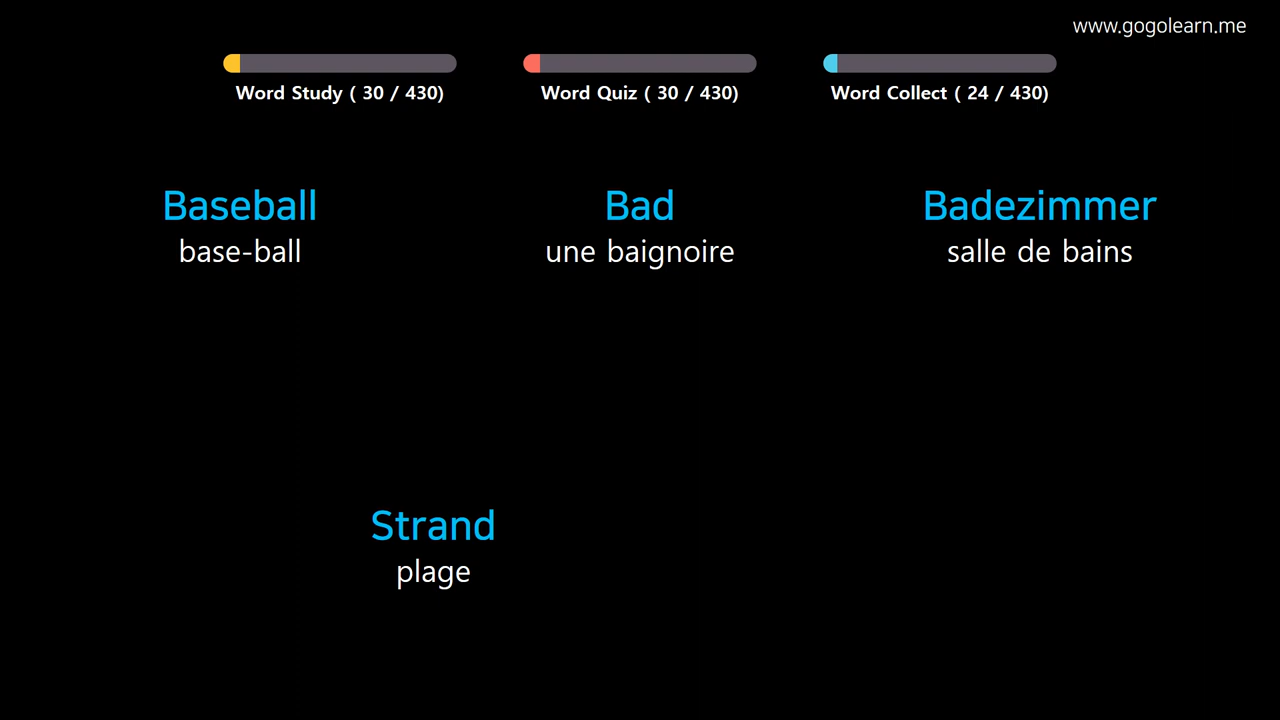 www.gogolearn.me
Word Study ( 30 / 430)
Word Quiz ( 30 / 430)
Word Collect ( 24 / 430)
Baseball
base-ball
Bad
une baignoire
Badezimmer
salle de bains
Strand
plage